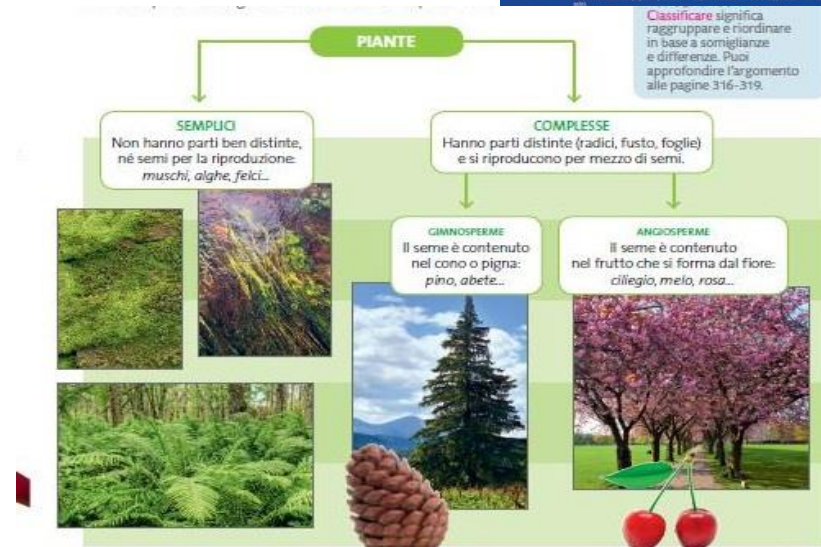 Classificare significa
raggruppare e riordinare
in base a somiglianze
e differenze. Puoi
approfondire l'argomento
alle pagine 316-319.
PIANTE
SEMPLICI
Non hanno parti ben distinte,
né semi per la riproduzione:
muschi, alghe, felci...
COMPLESSE
Hanno parti distinte (radici, fusto, foglie)
e si riproducono per mezzo di semi.
GIMNOSPERME
Il seme è contenuto
nel cono o pigna:
pino, abete...
ANGIOSPERME
Il seme è contenuto
nel frutto che si forma dal fiore:
ciliegio, melo, rosa...